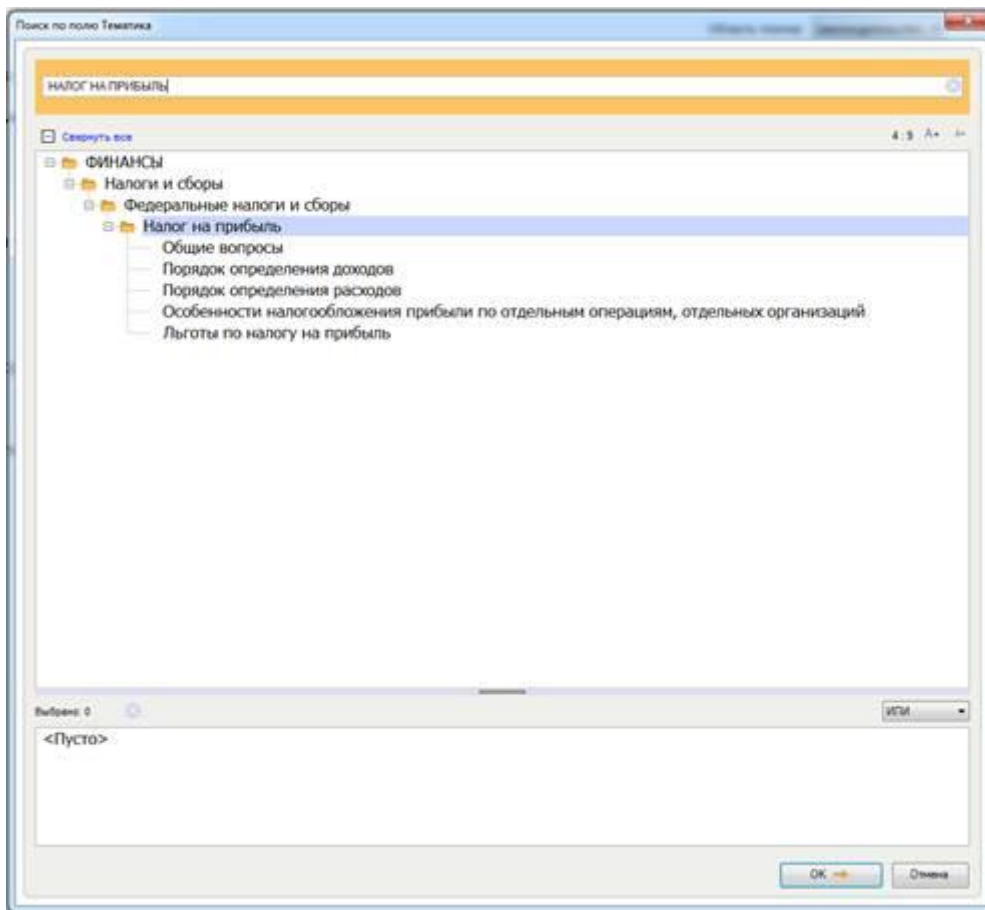 Поиск по полю Тематика
НАЛОГ НА ПРИБЫЛЬ
Свернуть все
ФИНАНСЫ
Налоги и сборы
Федеральные налоги и сборы
Налог на прибыль
Общие вопросы
Порядок определения доходов
Порядок определения расходов
Особенности налогообложения прибыли по отдельным операциям, отдельных организаций
Льготы по налогу на прибыль
Выбрано: 0
ИЛИ
<Пусто>
OK
Отмена